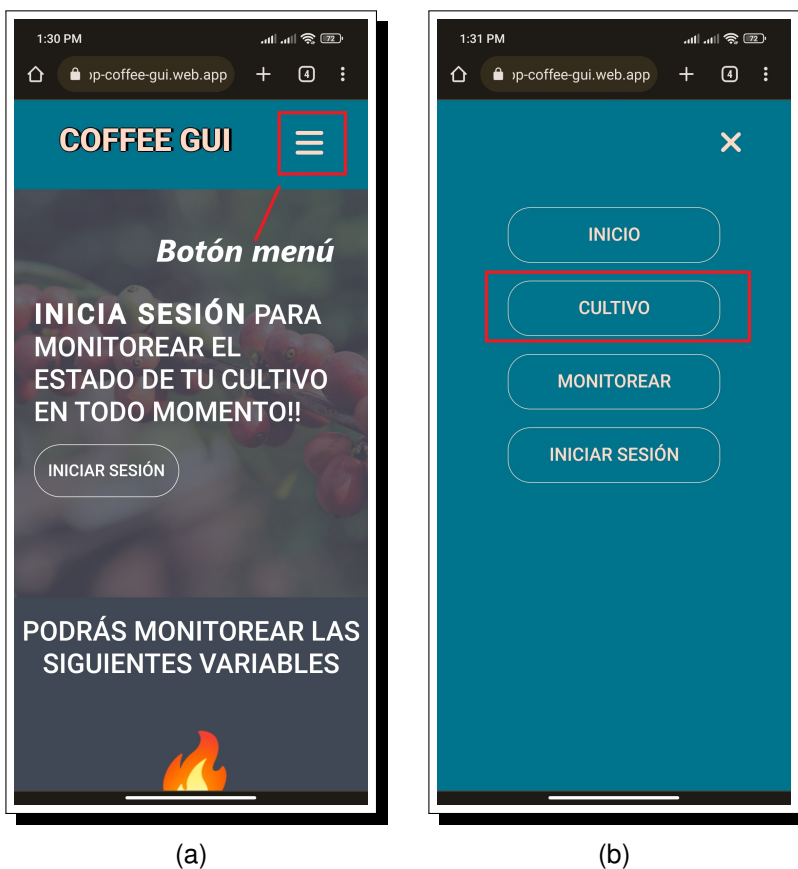 1:30 PM
72
ɔp-coffee-gui.web.app
4
COFFEE GUI
Botón menú
INICIA SESIÓN PARA
MONITOREAR EL
ESTADO DE TU CULTIVO
EN TODO MOMENTO!!
INICIAR SESIÓN
PODRÁS MONITOREAR LAS
SIGUIENTES VARIABLES
(a)
1:31 PM
72
ɔp-coffee-gui.web.app
4
INICIO
CULTIVO
MONITOREAR
INICIAR SESIÓN
(b)